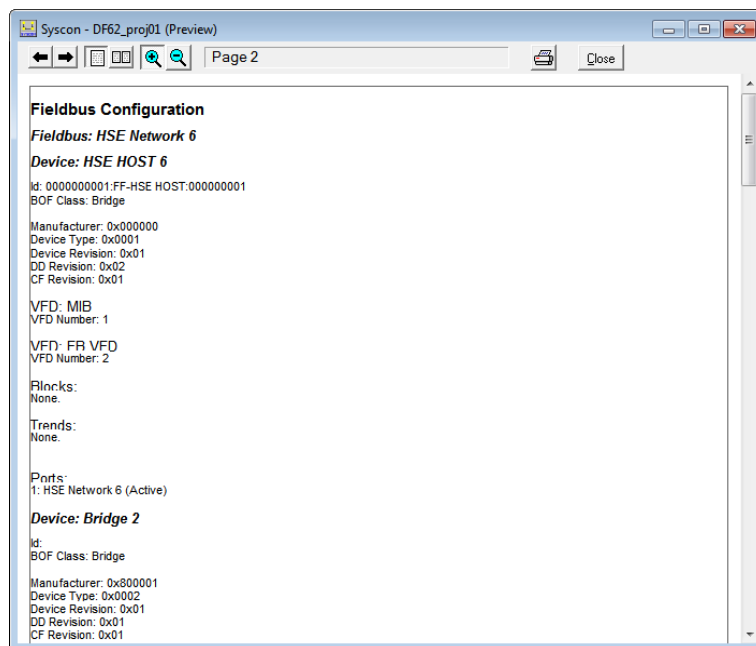 Syscon - DF62_proj01 (Preview)
Page 2
Close
Fieldbus Configuration
Fieldbus: HSE Network 6
Device: HSE HOST 6
Id: 0000000001:FF-HSE HOST:000000001
BOF Class: Bridge
Manufacturer: 0x000000
Device Type: 0x0001
Device Revision: 0x01
DD Revision: 0x02
CF Revision: 0x01
VFD: MIB
VFD Number: 1
VFD: FB VFD
VFD Number: 2
Blocks:
None.
Trends:
None.
Ports:
1: HSE Network 6 (Active)
Device: Bridge 2
Id:
BOF Class: Bridge
Manufacturer: 0x800001
Device Type: 0x0002
Device Revision: 0x01
DD Revision: 0x01
CF Revision: 0x01